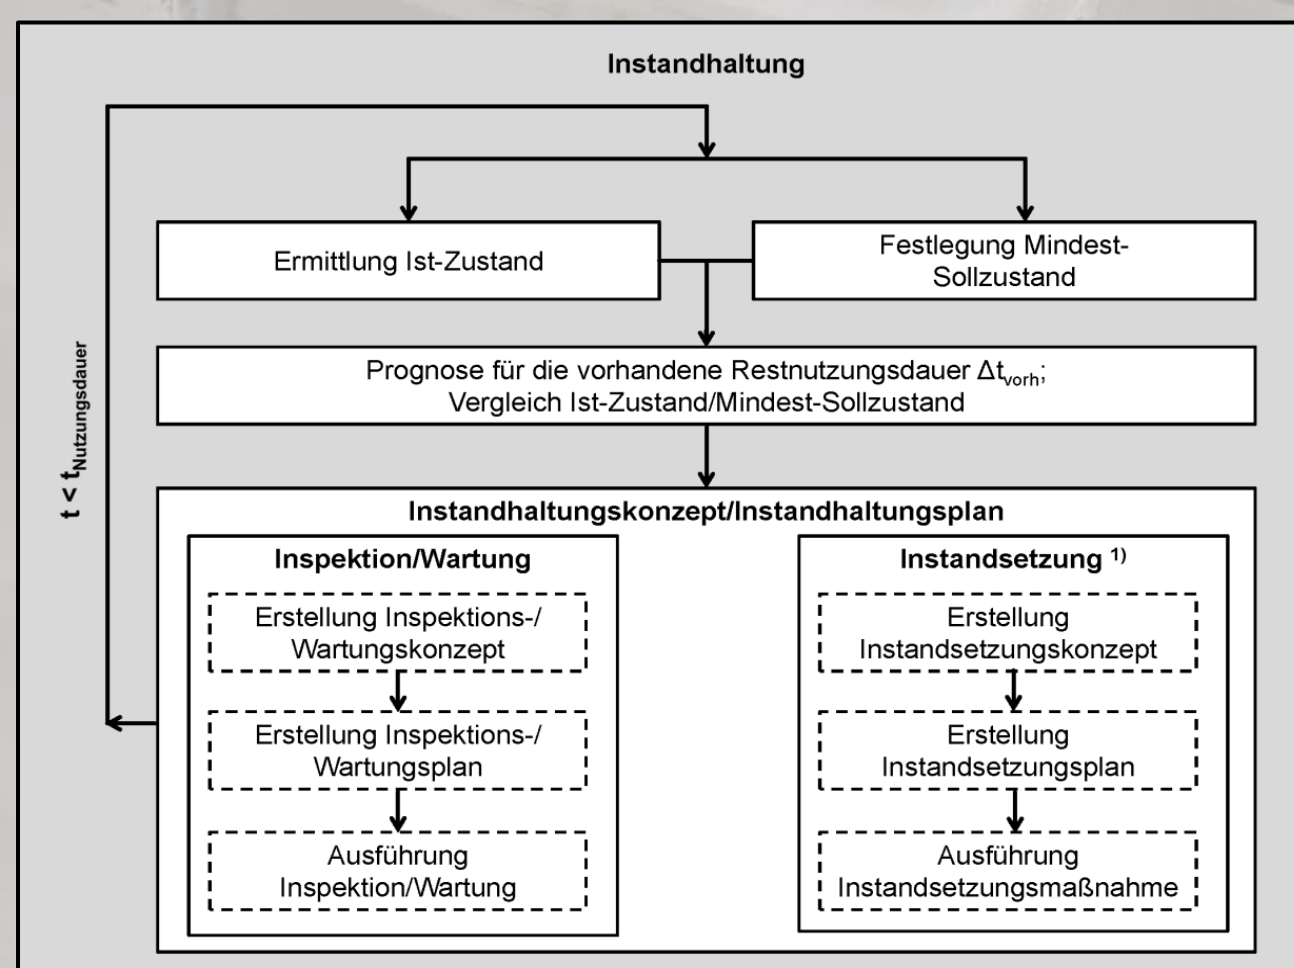 Instandhaltung
Ermittlung Ist-Zustand
Festlegung Mindest-
Sollzustand
t < tNutzungsdauer
Prognose für die vorhandene Restnutzungsdauer Δtvorh;
Vergleich Ist-Zustand/Mindest-Sollzustand
Instandhaltungskonzept/Instandhaltungsplan
Inspektion/Wartung
Erstellung Inspektions-/
Wartungskonzept
Erstellung Inspektions-/
Wartungsplan
Ausführung
Inspektion/Wartung
Instandsetzung 1)
Erstellung
Instandsetzungskonzept
Erstellung
Instandsetzungsplan
Ausführung
Instandsetzungsmaßnahme